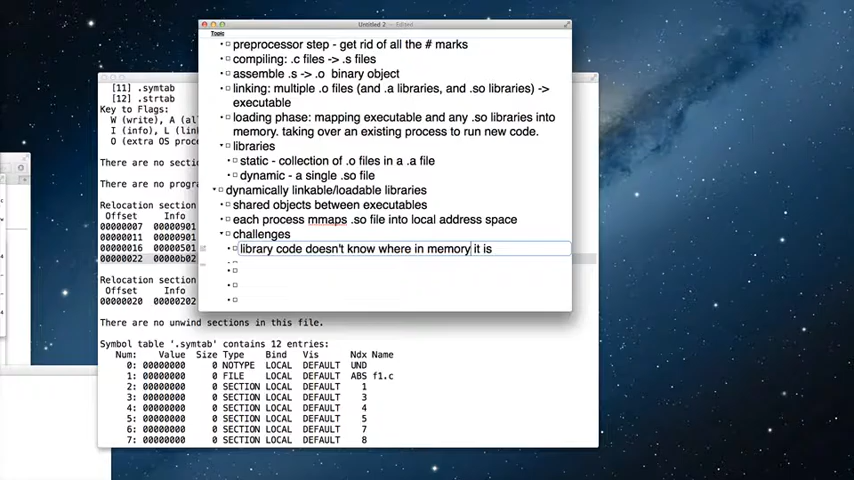 Untitled 2 — Edited
Topic
preprocessor step - get rid of all the # marks
compiling: .c files -> .s files
assemble .s -> .o binary object
linking: multiple .o files (and .a libraries, and .so libraries) ->
executable
loading phase: mapping executable and any .so libraries into
memory. taking over an existing process to run new code.
libraries
static - collection of .o files in a .a file
dynamic - a single .so file
dynamically linkable/loadable libraries
shared objects between executables
each process mmaps .so file into local address space
challenges
library code doesn't know where in memory it is
[11] .symtab
[12] .strtab
Key to Flags:
W (write), A (al
I (info), L (lin
O (extra OS proc
There are no secti
There are no progr
Relocation section
Offset Info
00000007 00000901
00000011 00000901
00000016 00000501
00000022 00000b02
Relocation section
Offset Info
00000020 00000202
There are no unwind sections in this file.
Symbol table '.symtab' contains 12 entries:
Num: Value Size Type Bind Vis Ndx Name
0: 00000000 0 NOTYPE LOCAL DEFAULT UND
1: 00000000 0 FILE LOCAL DEFAULT ABS f1.c
2: 00000000 0 SECTION LOCAL DEFAULT 1
3: 00000000 0 SECTION LOCAL DEFAULT 3
4: 00000000 0 SECTION LOCAL DEFAULT 4
5: 00000000 0 SECTION LOCAL DEFAULT 5
6: 00000000 0 SECTION LOCAL DEFAULT 7
7: 00000000 0 SECTION LOCAL DEFAULT 8